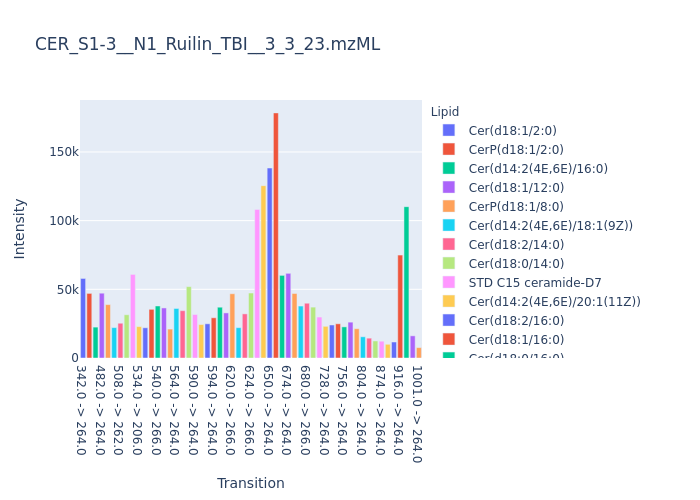 CER_S1-3__N1_Ruilin_TBI__3_3_23.mzML
Lipid
Cer(d18:1/2:0)
CerP(d18:1/2:0)
Cer(d14:2(4E,6E)/16:0)
Cer(d18:1/12:0)
CerP(d18:1/8:0)
Cer(d14:2(4E,6E)/18:1(9Z))
Cer(d18:2/14:0)
Cer(d18:0/14:0)
STD C15 ceramide-D7
Cer(d14:2(4E,6E)/20:1(11Z))
Cer(d18:2/16:0)
Cer(d18:1/16:0)
Cer(d18:0/16:0)
Intensity
150k
100k
50k
0
342.0 -> 264.0
482.0 -> 264.0
508.0 -> 262.0
534.0 -> 206.0
540.0 -> 266.0
564.0 -> 264.0
590.0 -> 264.0
594.0 -> 264.0
620.0 -> 266.0
624.0 -> 266.0
650.0 -> 264.0
674.0 -> 264.0
680.0 -> 266.0
728.0 -> 264.0
756.0 -> 264.0
804.0 -> 264.0
874.0 -> 264.0
916.0 -> 264.0
1001.0 -> 264.0
Transition